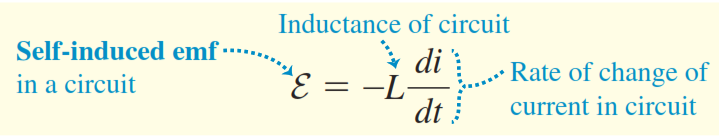 Inductance of circuit
Self-induced emf
in a circuit
ℰ = −L di/dt
Rate of change of
current in circuit